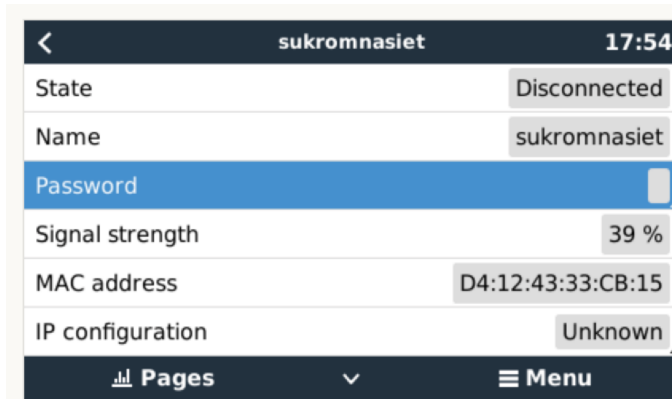 sukromnasiet 17:54
State Disconnected
Name sukromnasiet
Password
Signal strength 39 %
MAC address D4:12:43:33:CB:15
IP configuration Unknown
Pages Menu